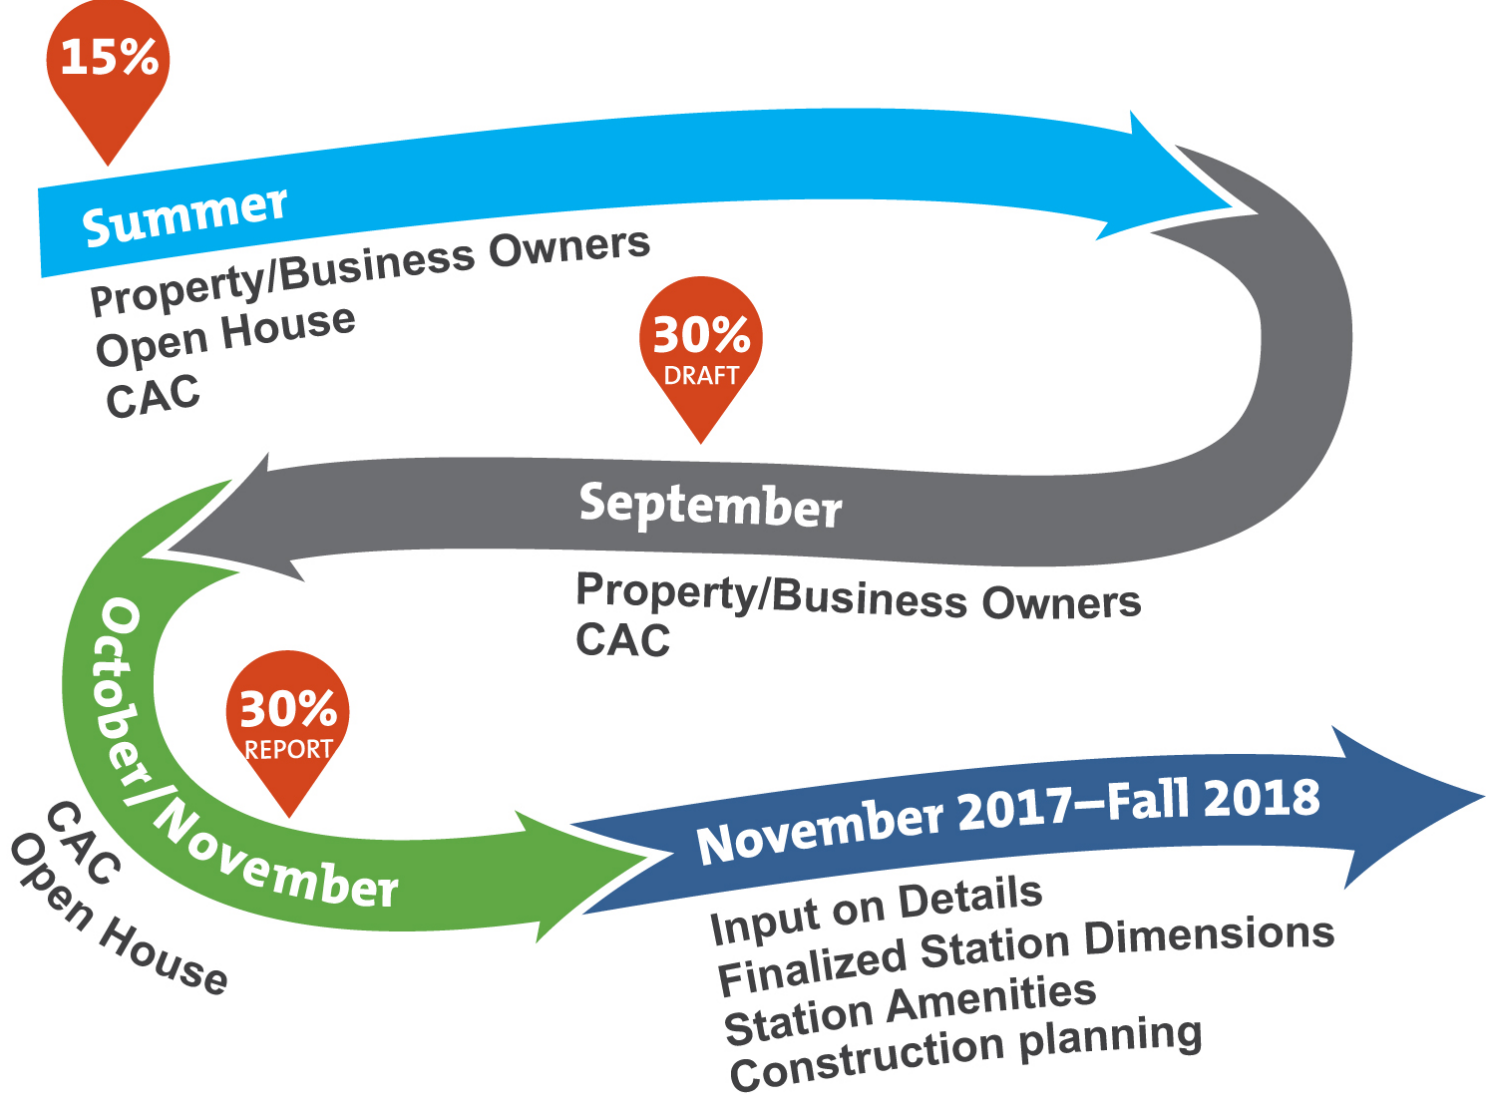 15%
Summer
Property/Business Owners
Open House
CAC
30%
DRAFT
September
Property/Business Owners
CAC
October/November
30%
REPORT
CAC
Open House
November 2017–Fall 2018
Input on Details
Finalized Station Dimensions
Station Amenities
Construction planning